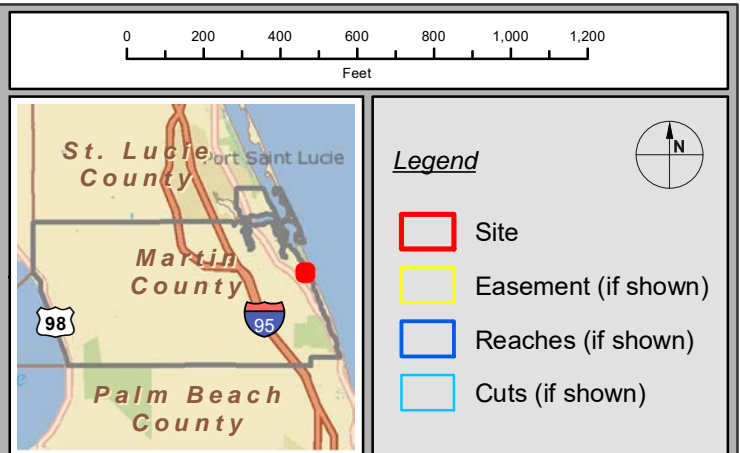 0 200 400 600 800 1,000 1,200
Feet
St. Lucie
County
Port Saint Lucie
Martin
County
98
95
Palm Beach
County
Legend
N
Site
Easement (if shown)
Reaches (if shown)
Cuts (if shown)